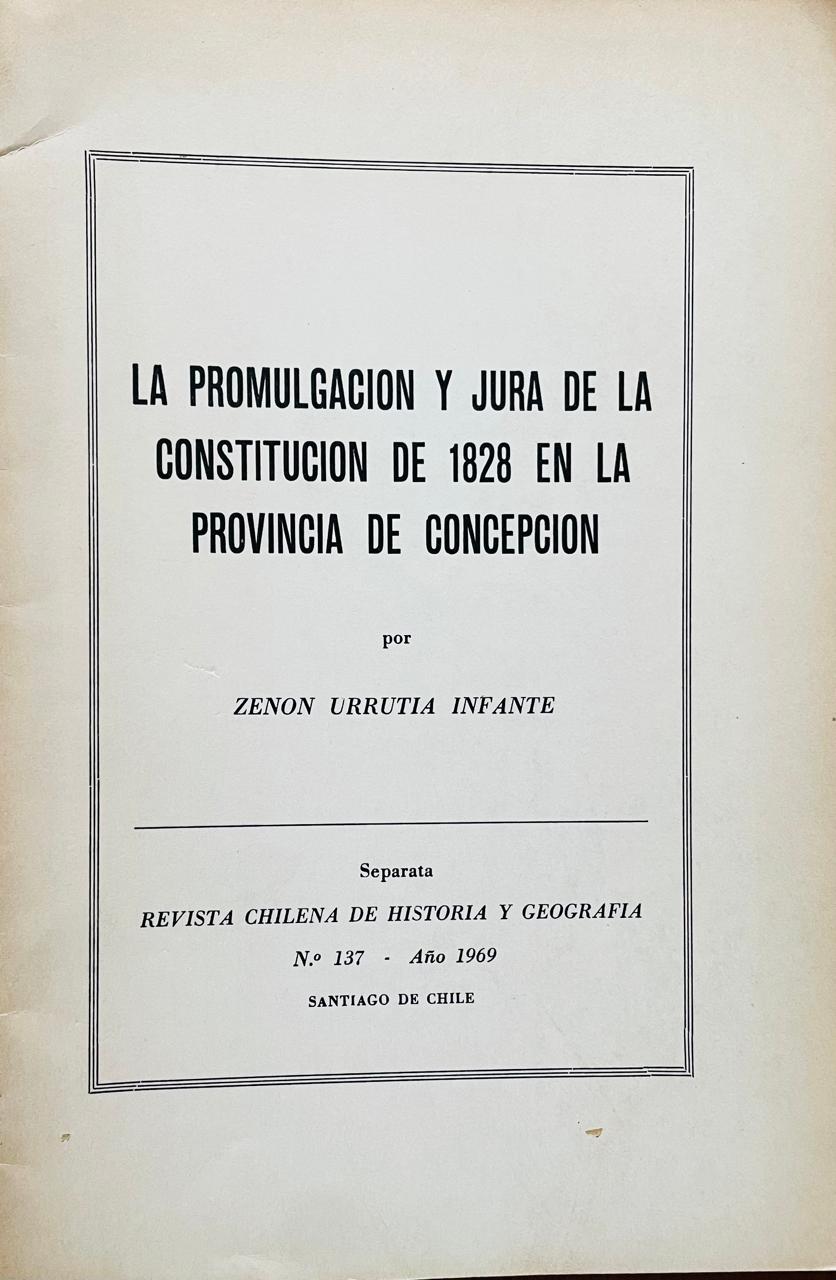 LA PROMULGACION Y JURA DE LA
CONSTITUCION DE 1828 EN LA
PROVINCIA DE CONCEPCION
por
ZENON URRUTIA INFANTE
Separata
REVISTA CHILENA DE HISTORIA Y GEOGRAFIA
N.º 137 - Año 1969
SANTIAGO DE CHILE